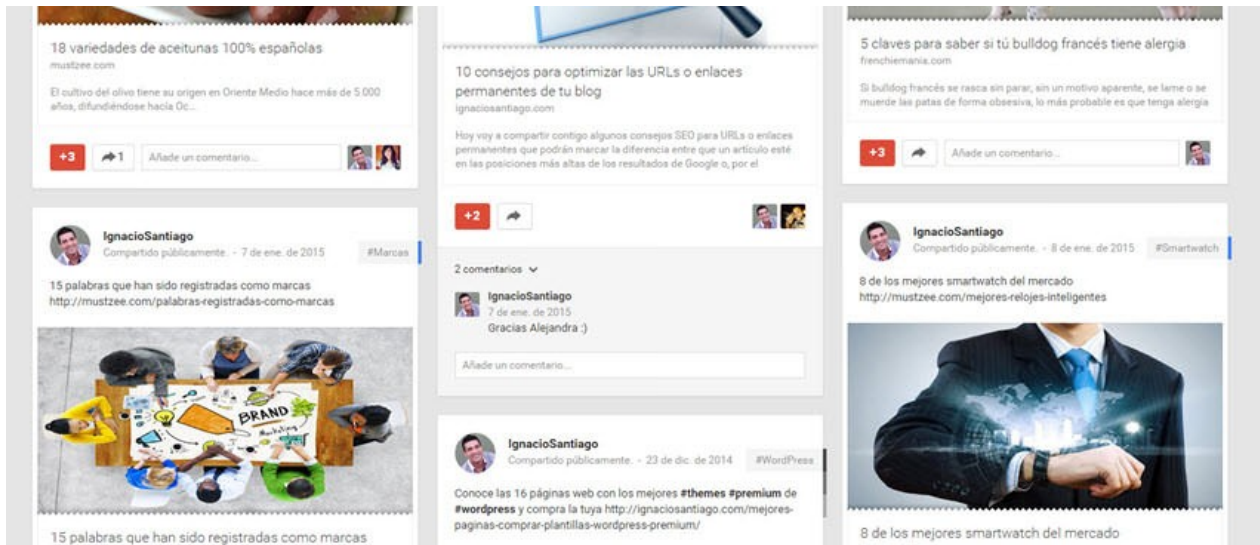 18 variedades de aceitunas 100% españolas
mustzee.com
El cultivo del olivo tiene su origen en Oriente Medio hace más de 5.000
años, difundiéndose hacía Oc...
+3
1
Añade un comentario...
IgnacioSantiago
Compartido públicamente. - 7 de ene. de 2015
#Marcas
15 palabras que han sido registradas como marcas
http://mustzee.com/palabras-registradas-como-marcas
BRAND
Marketing
15 palabras que han sido registradas como marcas
10 consejos para optimizar las URLs o enlaces
permanentes de tu blog
ignaciosantiago.com
Hoy voy a compartir contigo algunos consejos SEO para URLs o enlaces
permanentes que podrán marcar la diferencia entre que un artículo esté
en las posiciones más altas de los resultados de Google o, por el
+2
2 comentarios
IgnacioSantiago
7 de ene. de 2015
Gracias Alejandra :)
Añade un comentario...
IgnacioSantiago
Compartido públicamente. - 23 de dic. de 2014
#WordPress
Conoce las 16 páginas web con los mejores #themes #premium de
#wordpress y compra la tuya http://ignaciosantiago.com/mejores-
paginas-comprar-plantillas-wordpress-premium/
5 claves para saber si tú bulldog francés tiene alergia
frenchiemania.com
Si bulldog francés se rasca sin parar, sin un motivo aparente, se lame o se
muerde las patas de forma obsesiva, lo más probable es que tenga alergia
+3
Añade un comentario...
IgnacioSantiago
Compartido públicamente. - 8 de ene. de 2015
#Smartwatch
8 de los mejores smartwatch del mercado
http://mustzee.com/mejores-relojes-inteligentes
8 de los mejores smartwatch del mercado